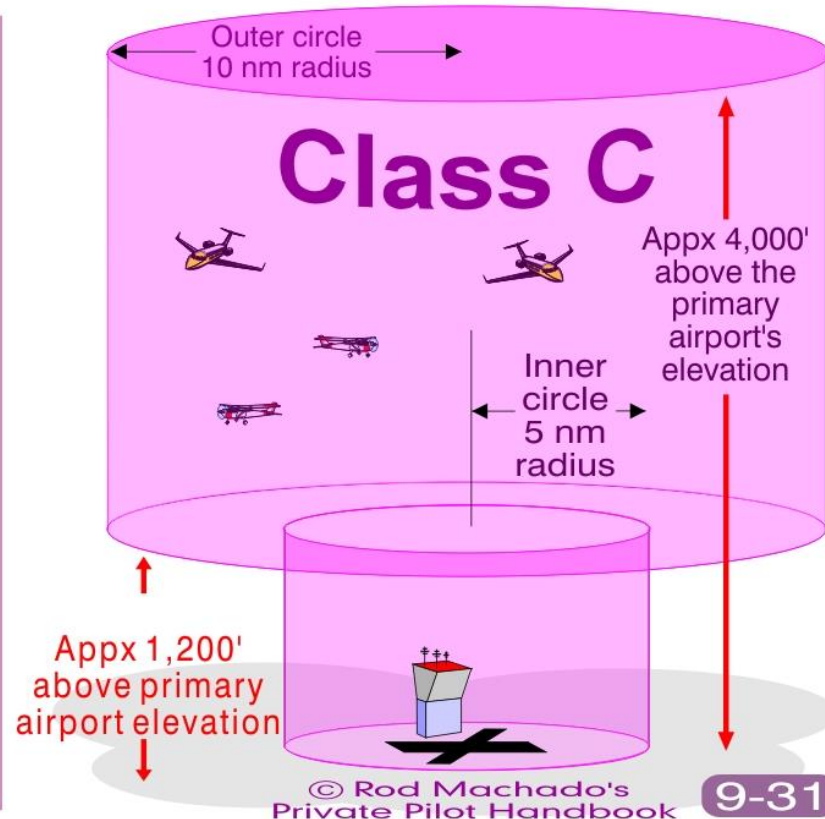 Outer circle
10 nm radius
Class C
Appx 4,000'
above the
primary
airport's
elevation
Inner
circle
5 nm
radius
Appx 1,200'
above primary
airport elevation
© Rod Machado's
Private Pilot Handbook
9-31